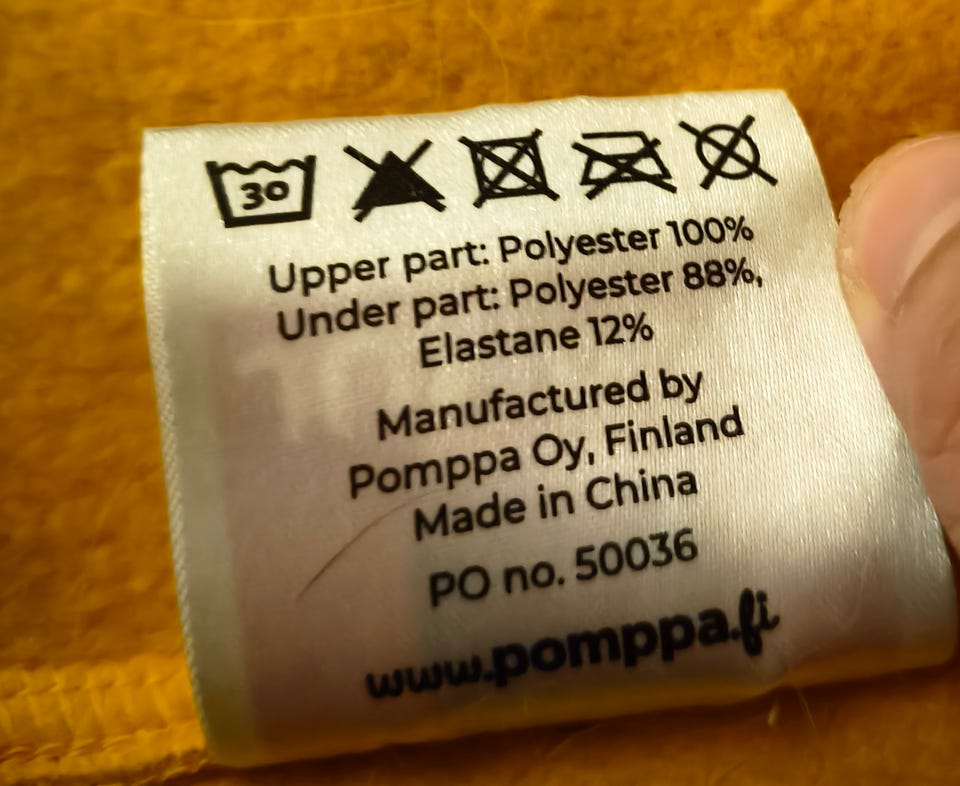 30
Upper part: Polyester 100%
Under part: Polyester 88%,
Elastane 12%
Manufactured by
Pomppa Oy, Finland
Made in China
PO no. 50036
www.pomppa.fi